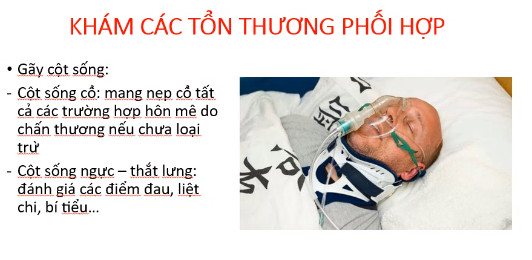 KHÁM CÁC TỔN THƯƠNG PHỐI HỢP
• Gãy cột sống:
- Cột sống cổ: mang nẹp cổ tất
cả các trường hợp hôn mê do
chấn thương nếu chưa loại
trừ
- Cột sống ngực – thắt lưng:
đánh giá các điểm đau, liệt
chi, bí tiểu...